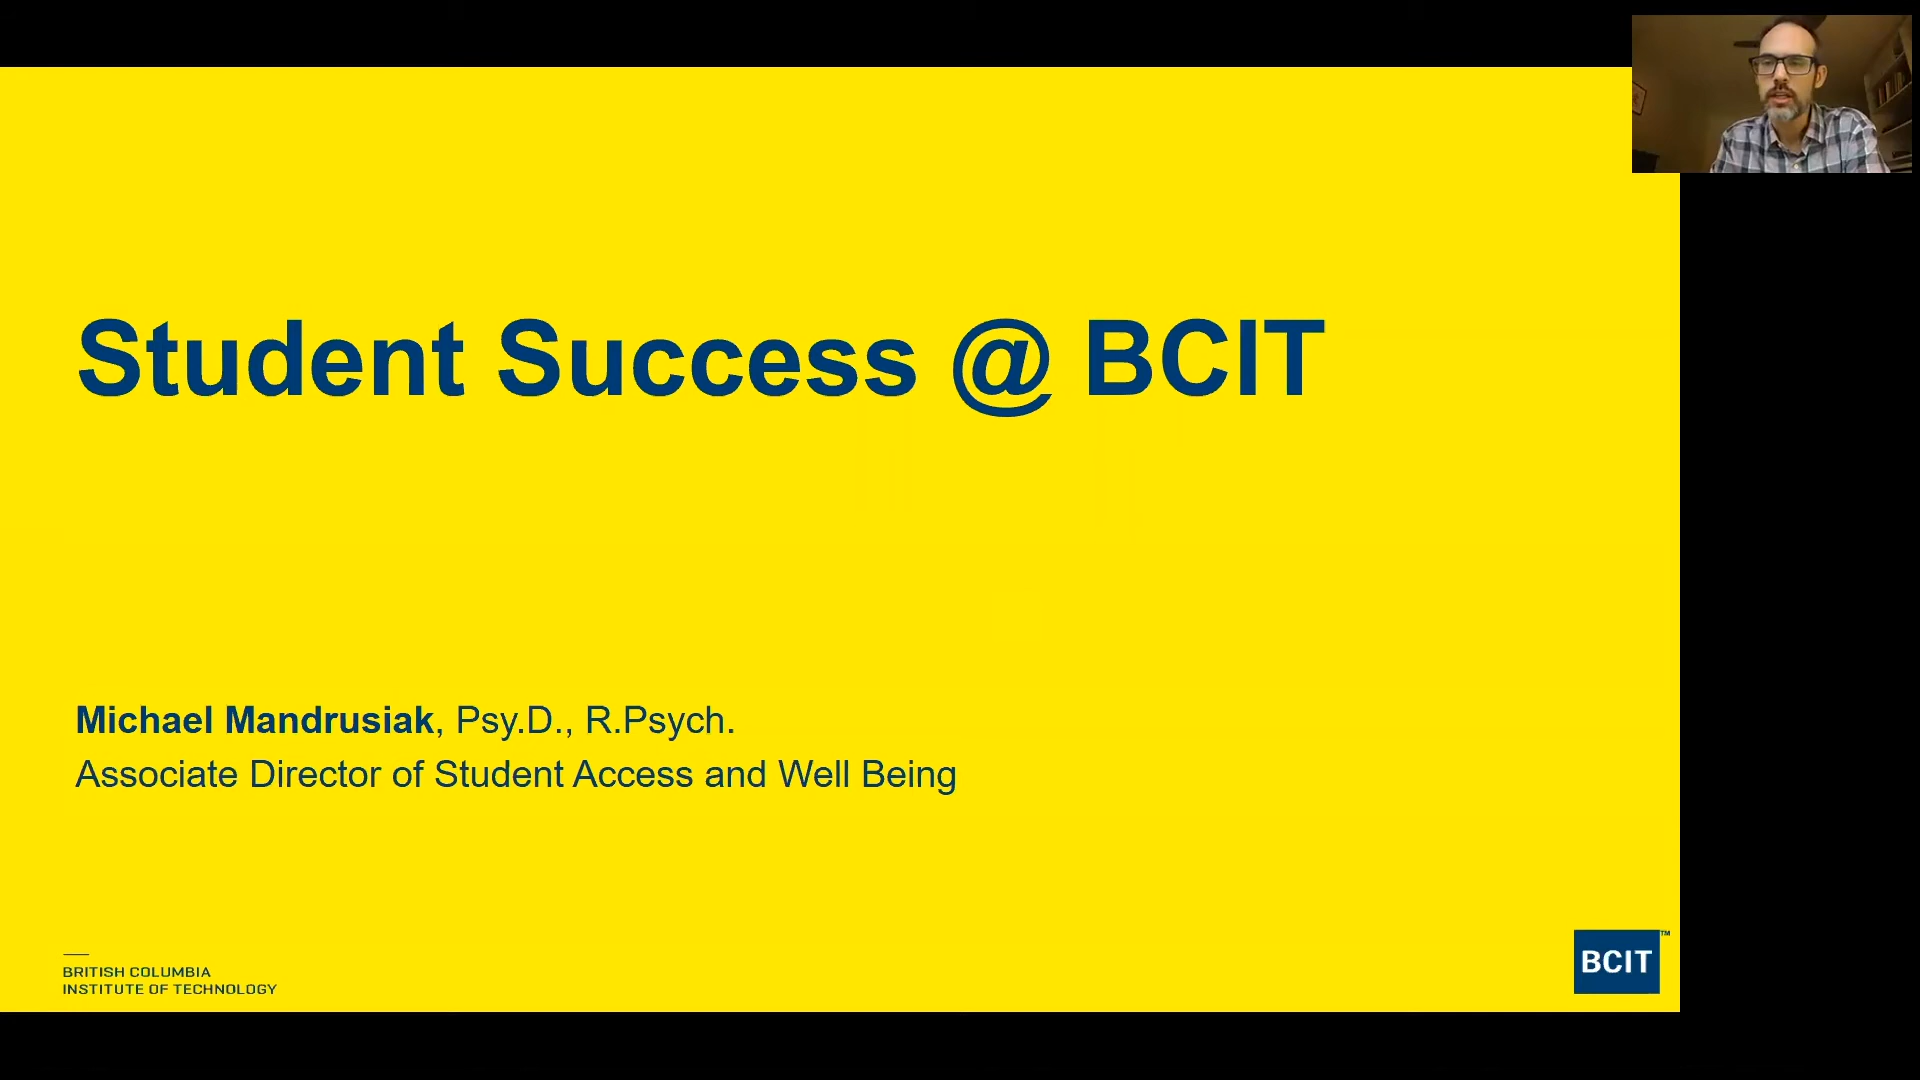 Student Success @ BCIT
Michael Mandrusiak, Psy.D., R.Psych.
Associate Director of Student Access and Well Being
BRITISH COLUMBIA
INSTITUTE OF TECHNOLOGY
BCIT™